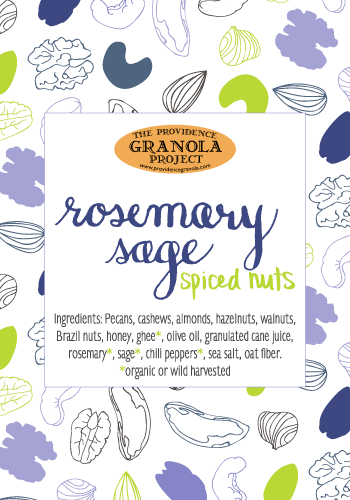 THE PROVIDENCE
GRANOLA
PROJECT
www.providencegranola.com
rosemary
sage
spiced nuts
Ingredients: Pecans, cashews, almonds, hazelnuts, walnuts,
Brazil nuts, honey, ghee*, olive oil, granulated cane juice,
rosemary*, sage*, chili peppers*, sea salt, oat fiber.
*organic or wild harvested